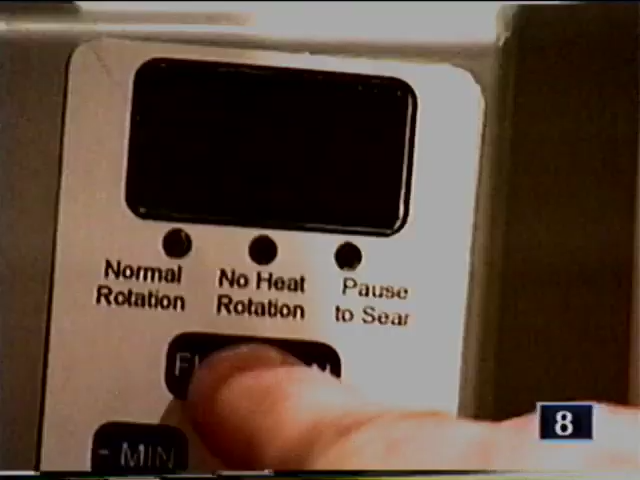 Normal
Rotation
No Heat
Rotation
Pause
to Sear
- MIN
8